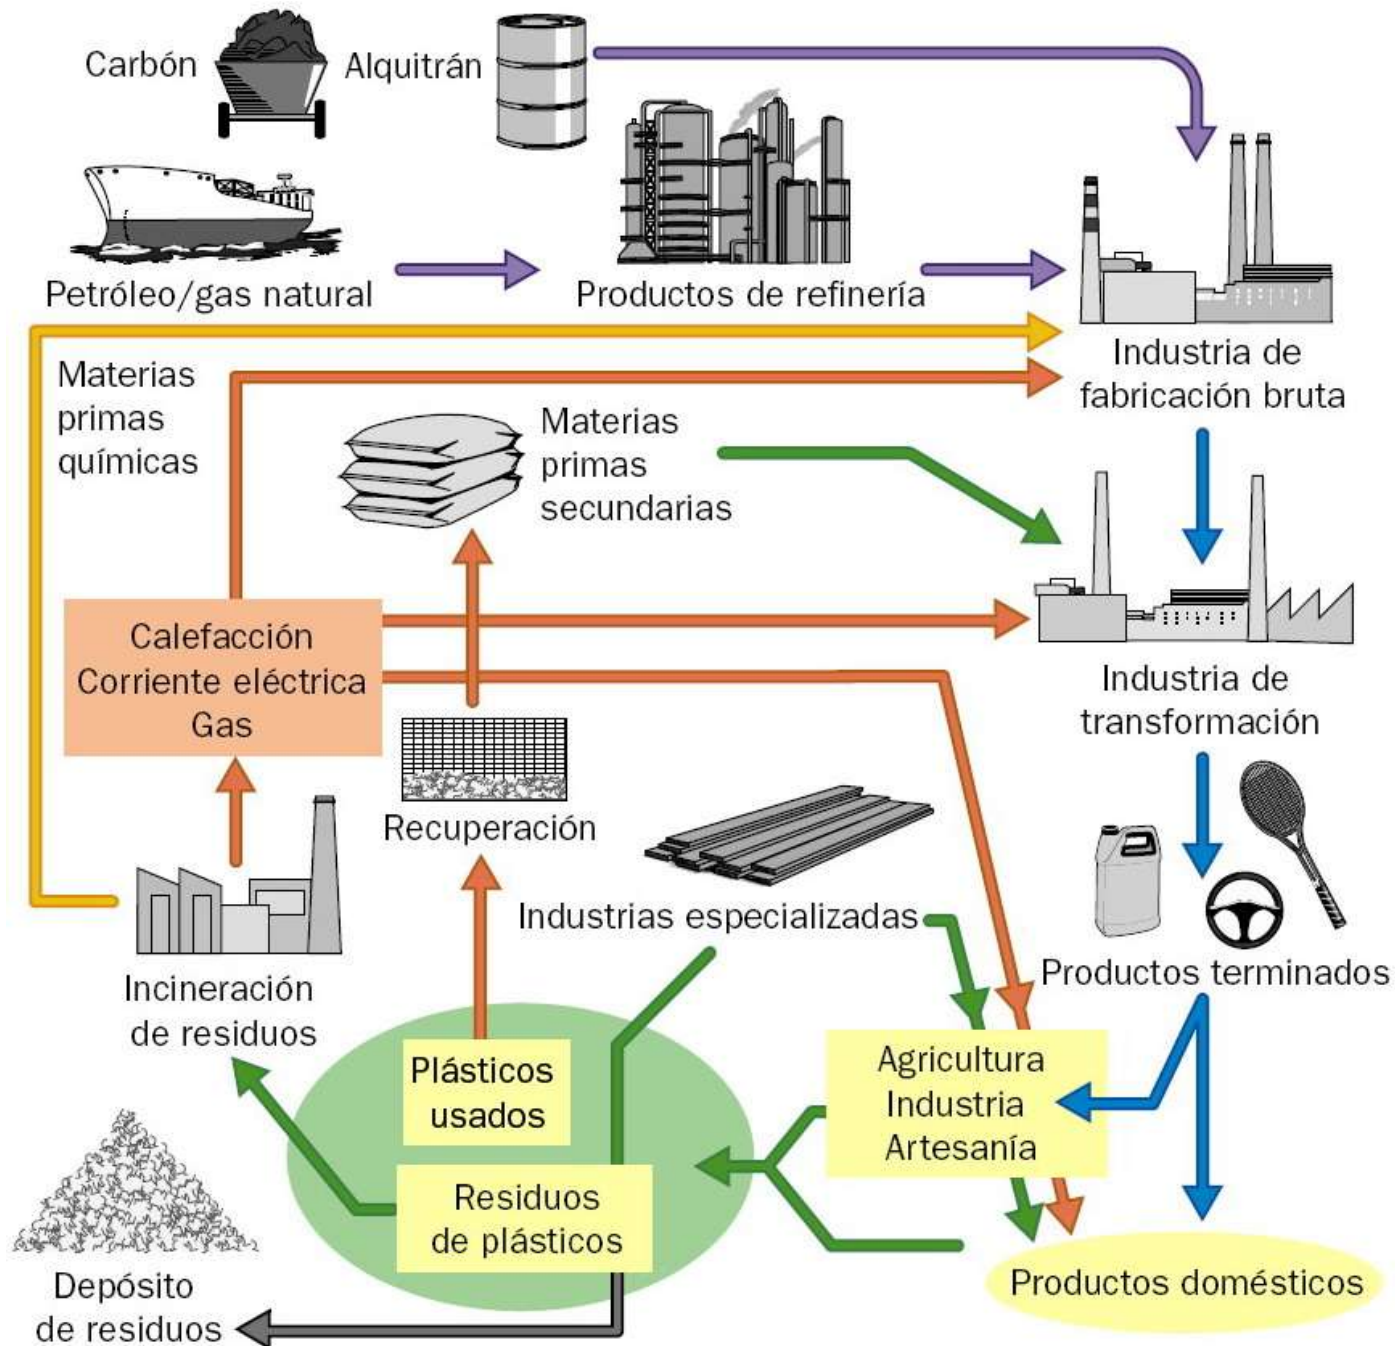 Carbón
Alquitrán
Petróleo/gas natural
Productos de refinería
Industria de
fabricación bruta
Materias
primas
químicas
Materias
primas
secundarias
Calefacción
Corriente eléctrica
Gas
Industria de
transformación
Recuperación
Industrias especializadas
Productos terminados
Incineración
de residuos
Plásticos
usados
Agricultura
Industria
Artesanía
Residuos
de plásticos
Productos domésticos
Depósito
de residuos